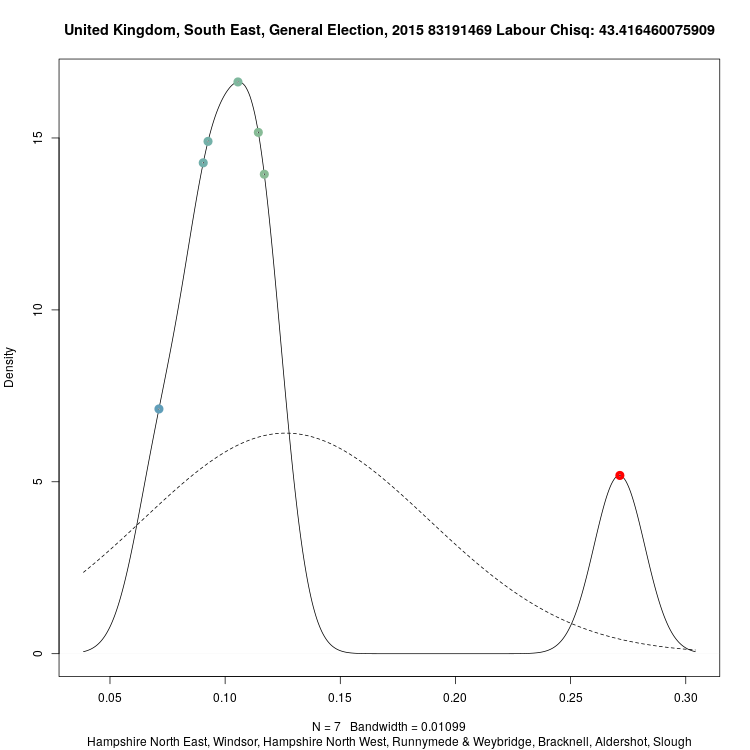 United Kingdom, South East, General Election, 2015 83191469 Labour Chisq: 43.416460075909
Density
15
10
5
0
0.05 0.10 0.15 0.20 0.25 0.30
N = 7 Bandwidth = 0.01099
Hampshire North East, Windsor, Hampshire North West, Runnymede & Weybridge, Bracknell, Aldershot, Slough